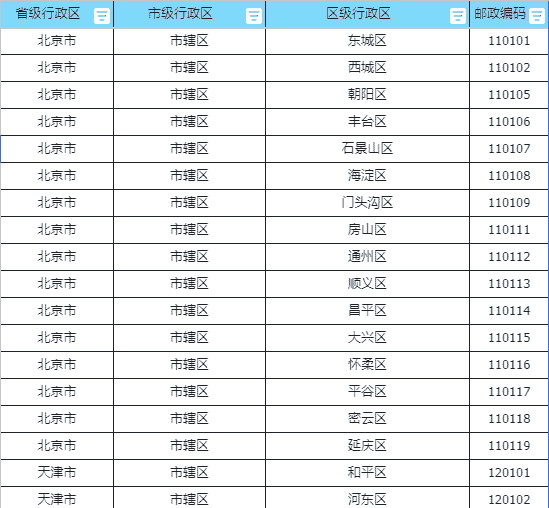 省级行政区 市级行政区 区级行政区 邮政编码
北京市 市辖区 东城区 110101
北京市 市辖区 西城区 110102
北京市 市辖区 朝阳区 110105
北京市 市辖区 丰台区 110106
北京市 市辖区 石景山区 110107
北京市 市辖区 海淀区 110108
北京市 市辖区 门头沟区 110109
北京市 市辖区 房山区 110111
北京市 市辖区 通州区 110112
北京市 市辖区 顺义区 110113
北京市 市辖区 昌平区 110114
北京市 市辖区 大兴区 110115
北京市 市辖区 怀柔区 110116
北京市 市辖区 平谷区 110117
北京市 市辖区 密云区 110118
北京市 市辖区 延庆区 110119
天津市 市辖区 和平区 120101
天津市 市辖区 河东区 120102